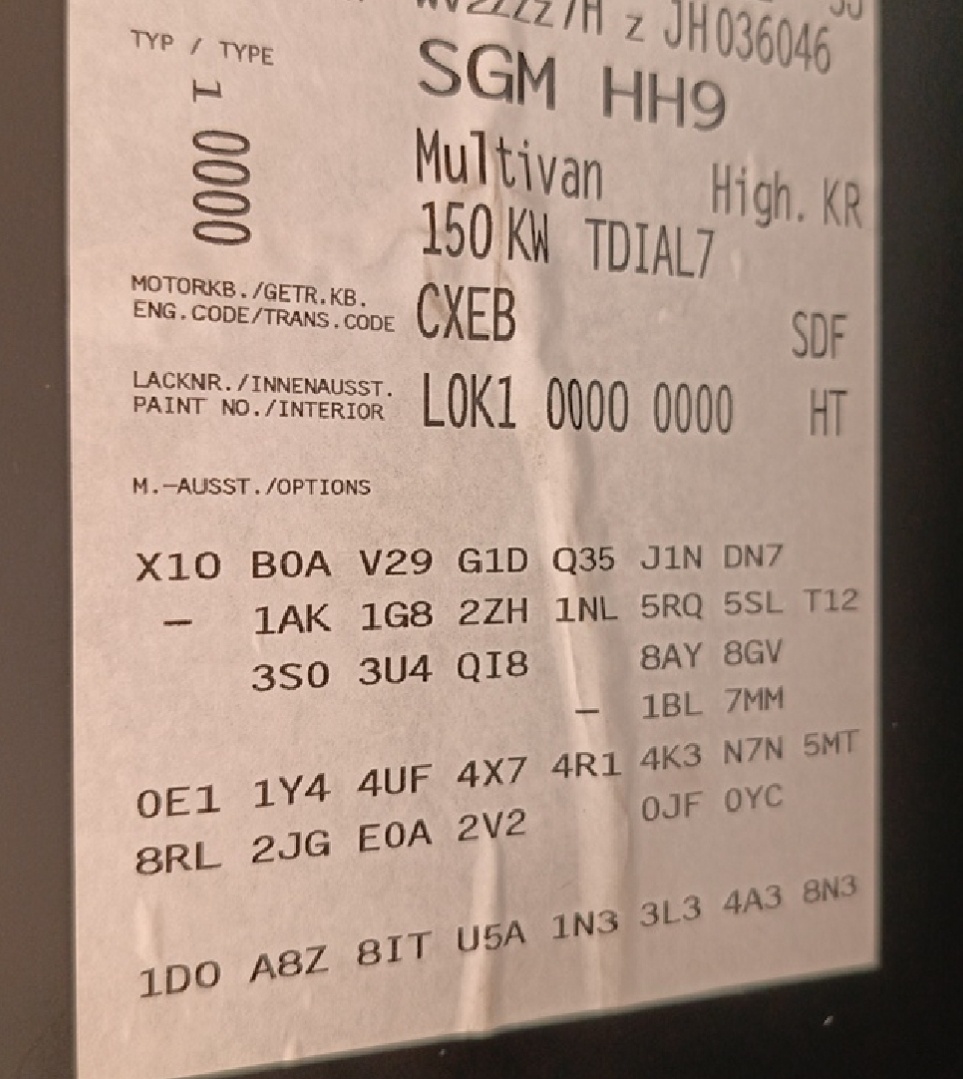 z JH036046
TYP / TYPE SGM HH9
1 0000
Multivan High. KR
150 KW TDIAL7
MOTORKB./GETR.KB.
ENG.CODE/TRANS.CODE CXEB SDF
LACKNR./INNENAUSST.
PAINT NO./INTERIOR L0K1 0000 0000 HT
M.-AUSST./OPTIONS
X10 B0A V29 G1D Q35 J1N DN7
- 1AK 1G8 2ZH 1NL 5RQ 5SL T12
3S0 3U4 QI8 8AY 8GV
- 1BL 7MM
0E1 1Y4 4UF 4X7 4R1 4K3 N7N 5MT
8RL 2JG E0A 2V2 0JF 0YC
1D0 A8Z 8IT U5A 1N3 3L3 4A3 8N3